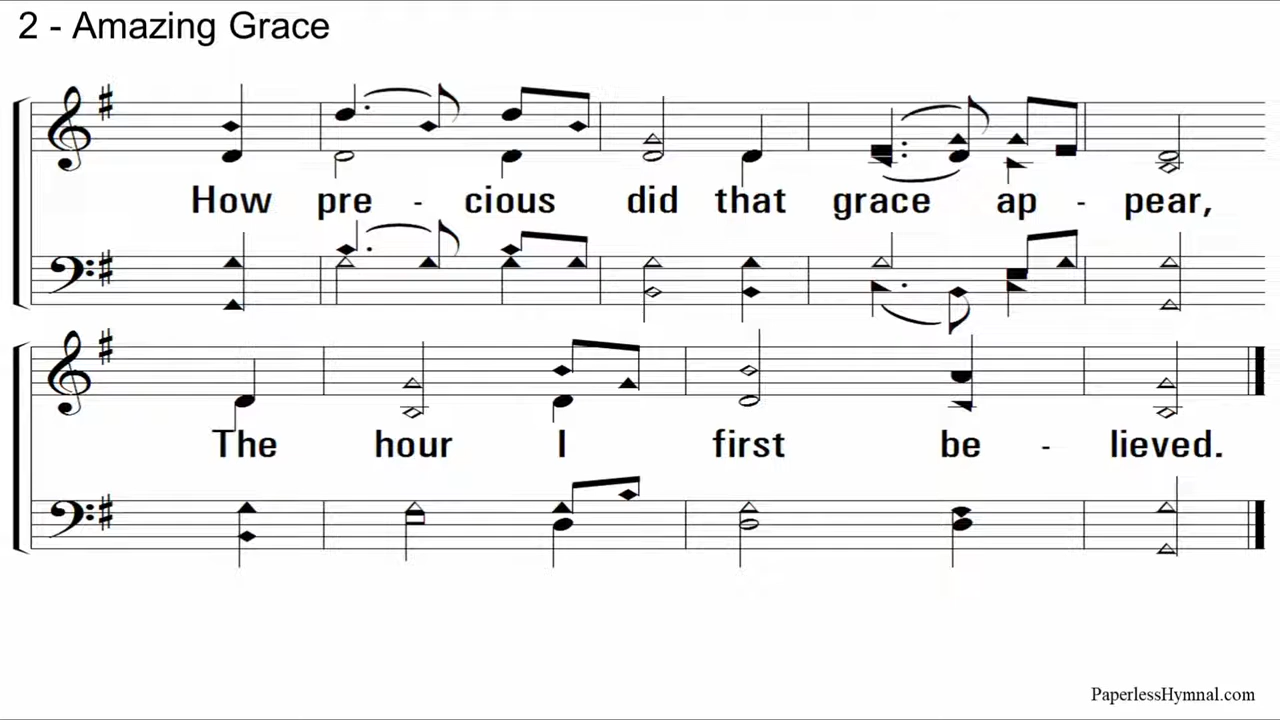 2 - Amazing Grace
How pre - cious did that grace ap - pear,
The hour I first be - lieved.
PaperlessHymnal.com